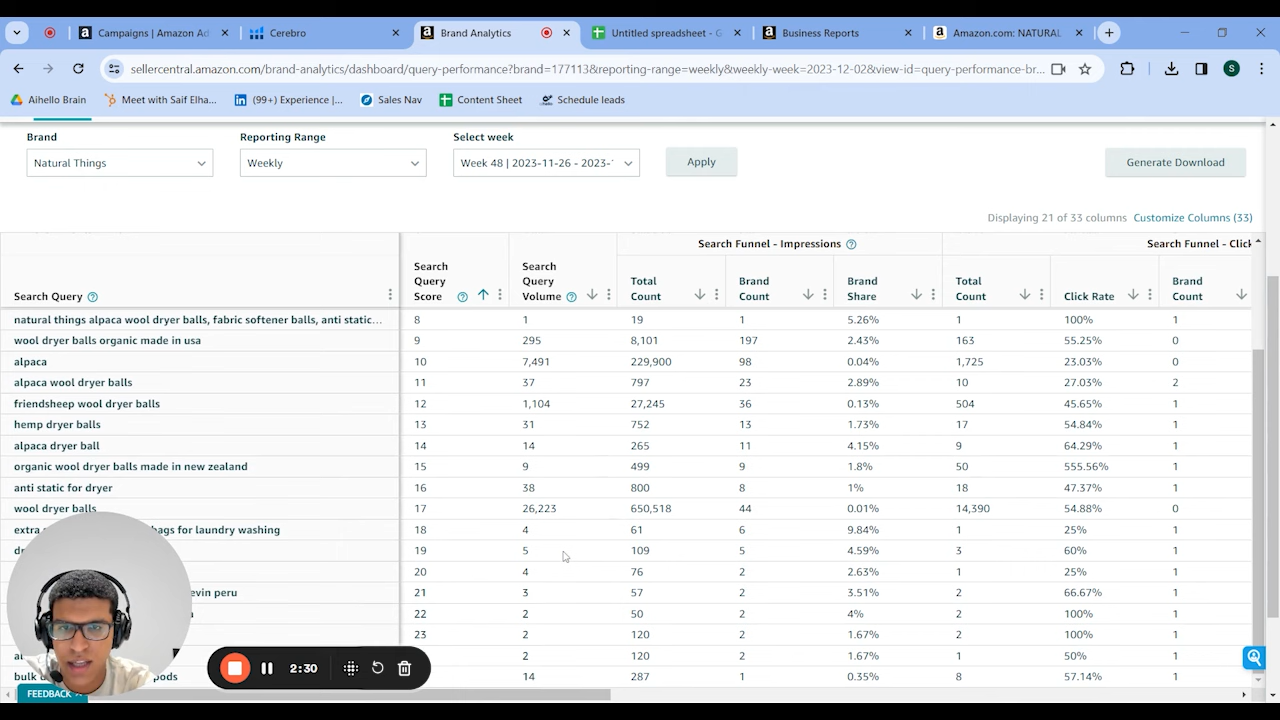 Campaigns | Amazon Ad
Cerebro
Brand Analytics
Untitled spreadsheet - G
Business Reports
Amazon.com: NATURAL
sellercentral.amazon.com/brand-analytics/dashboard/query-performance?brand=177113&reporting-range=weekly&weekly-week=2023-12-02&view-id=query-performance-br...
S
Aihello Brain
Meet with Saif Elha...
(99+) Experience |...
Sales Nav
Content Sheet
Schedule leads
Brand
Reporting Range
Select week
Natural Things
Weekly
Week 48 | 2023-11-26 - 2023-
Apply
Generate Download
Displaying 21 of 33 columns Customize Columns (33)
Search Funnel - Impressions
Search Funnel - Click
Search Query
Search Query Score
Search Query Volume
Total Count
Brand Count
Brand Share
Total Count
Click Rate
Brand Count
natural things alpaca wool dryer balls, fabric softener balls, anti static... 8 1 19 1 5.26% 1 100% 1
wool dryer balls organic made in usa 9 295 8,101 197 2.43% 163 55.25% 0
alpaca 10 7,491 229,900 98 0.04% 1,725 23.03% 0
alpaca wool dryer balls 11 37 797 23 2.89% 10 27.03% 2
friendsheep wool dryer balls 12 1,104 27,245 36 0.13% 504 45.65% 1
hemp dryer balls 13 31 752 13 1.73% 17 54.84% 1
alpaca dryer ball 14 14 265 11 4.15% 9 64.29% 1
organic wool dryer balls made in new zealand 15 9 499 9 1.8% 50 555.56% 1
anti static for dryer 16 38 800 8 1% 18 47.37% 1
wool dryer balls 17 26,223 650,518 44 0.01% 14,390 54.88% 0
extra bags for laundry washing 18 4 61 6 9.84% 1 25% 1
19 5 109 5 4.59% 3 60% 1
20 4 76 2 2.63% 1 25% 1
evin peru 21 3 57 2 3.51% 2 66.67% 1
22 2 50 2 4% 2 100% 1
23 2 120 2 1.67% 2 100% 1
2 120 2 1.67% 1 50% 1
bulk pods 14 287 1 0.35% 8 57.14% 1
2:30
FEEDBACK